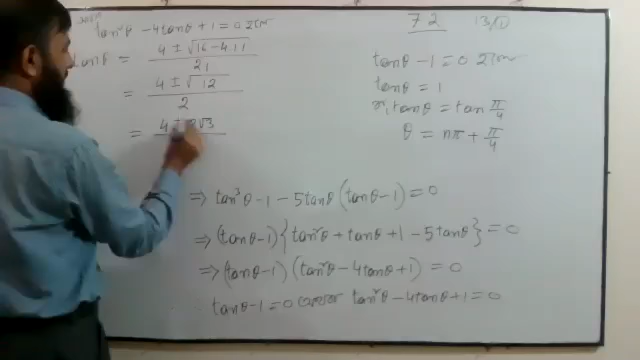 tan²θ - 4tanθ + 1 = 0 হলে
tanθ = (4 ± √(16 - 4.1.1)) / 2.1
= (4 ± √12) / 2
= 4 ± 2√3
72
13/
tanθ - 1 = 0 হলে
tanθ = 1
বা, tanθ = tan π/4
θ = nπ + π/4
⇒ tan³θ - 1 - 5tanθ (tanθ - 1) = 0
⇒ (tanθ - 1) {tan²θ + tanθ + 1 - 5tanθ} = 0
⇒ (tanθ - 1) (tan²θ - 4tanθ + 1) = 0
tanθ - 1 = 0 অথবা tan²θ - 4tanθ + 1 = 0